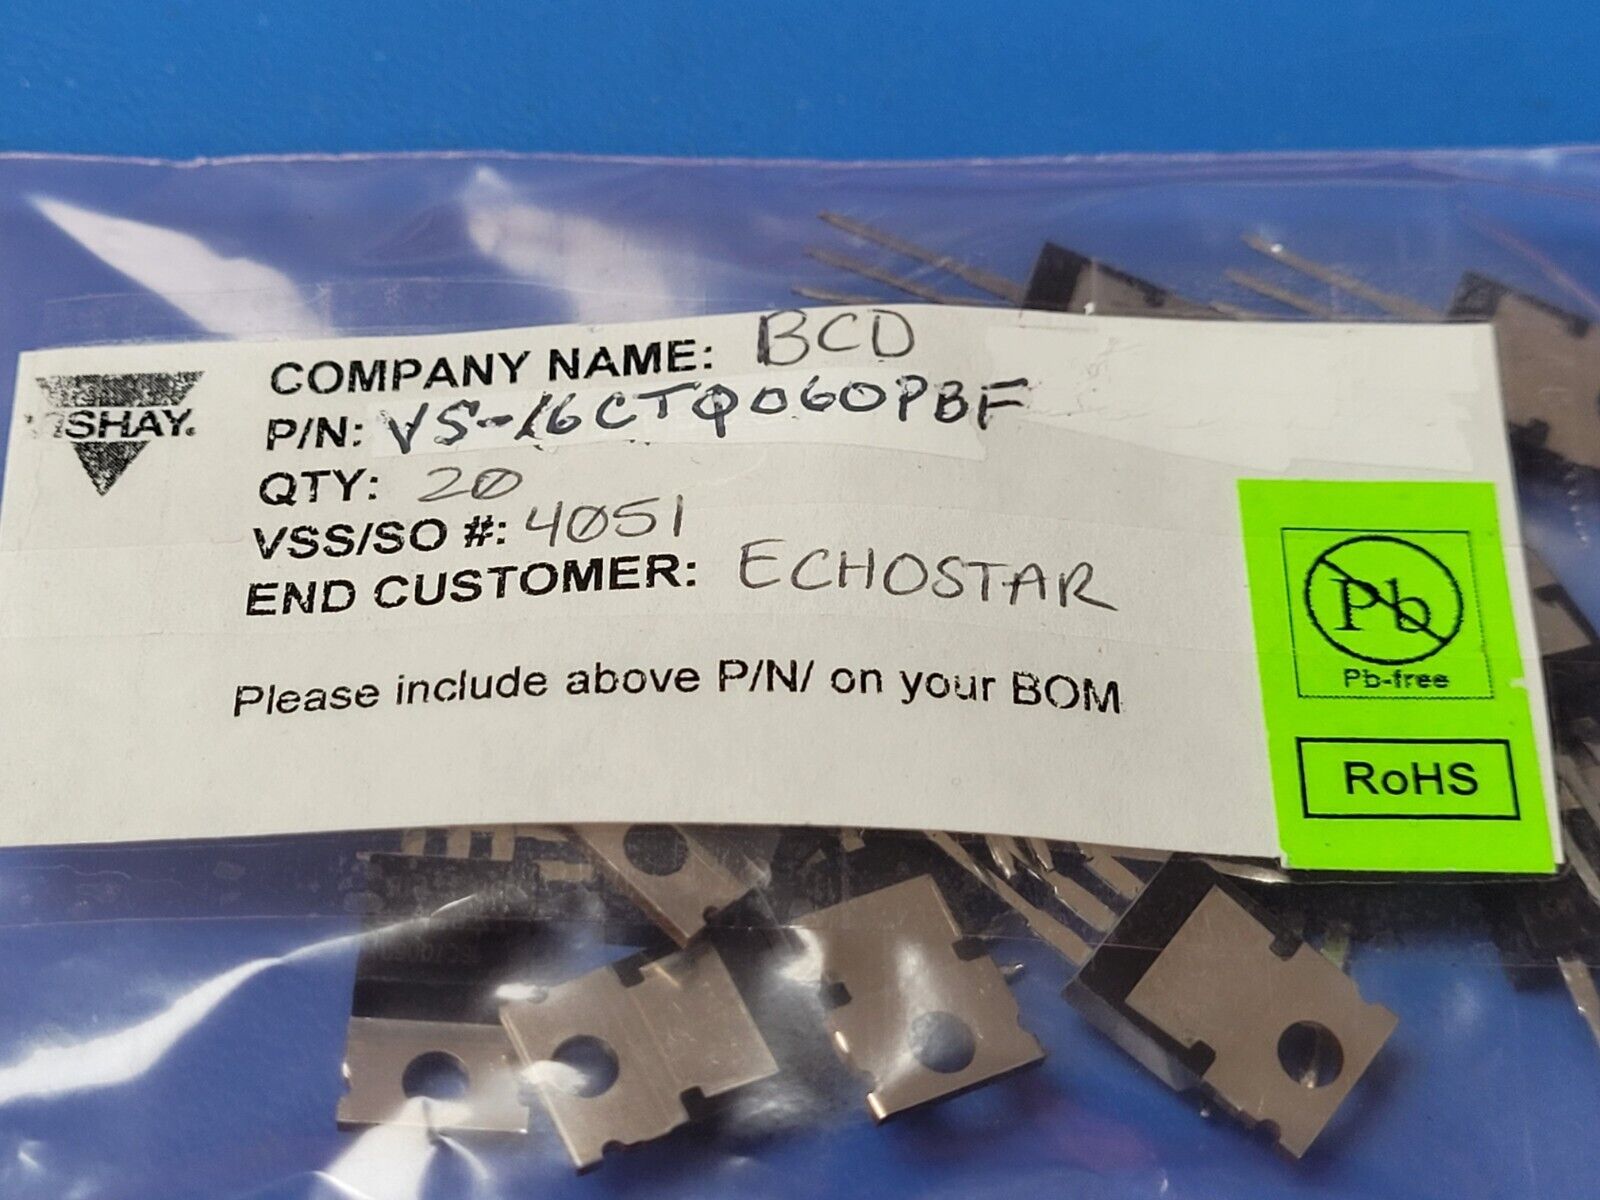 VISHAY.
COMPANY NAME: BCD
P/N: VS-16CTQ060PBF
QTY: 20
VSS/SO #: 4051
END CUSTOMER: ECHOSTAR
Please include above P/N/ on your BOM
Pb
Pb-free
RoHS